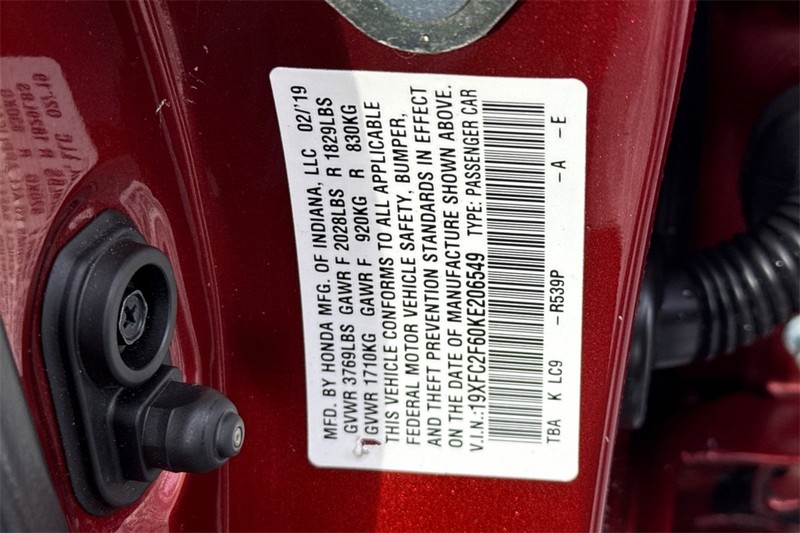 MFD. BY HONDA MFG. OF INDIANA, LLC 02/'19
GVWR 3769LBS GAWR F 2028LBS R 1829LBS
GVWR 1710KG GAWR F 920KG R 830KG
THIS VEHICLE CONFORMS TO ALL APPLICABLE
FEDERAL MOTOR VEHICLE SAFETY, BUMPER,
AND THEFT PREVENTION STANDARDS IN EFFECT
ON THE DATE OF MANUFACTURE SHOWN ABOVE.
V.I.N.:19XFC2F60KE206549 TYPE: PASSENGER CAR
TBA K LC9 -R539P -A -E